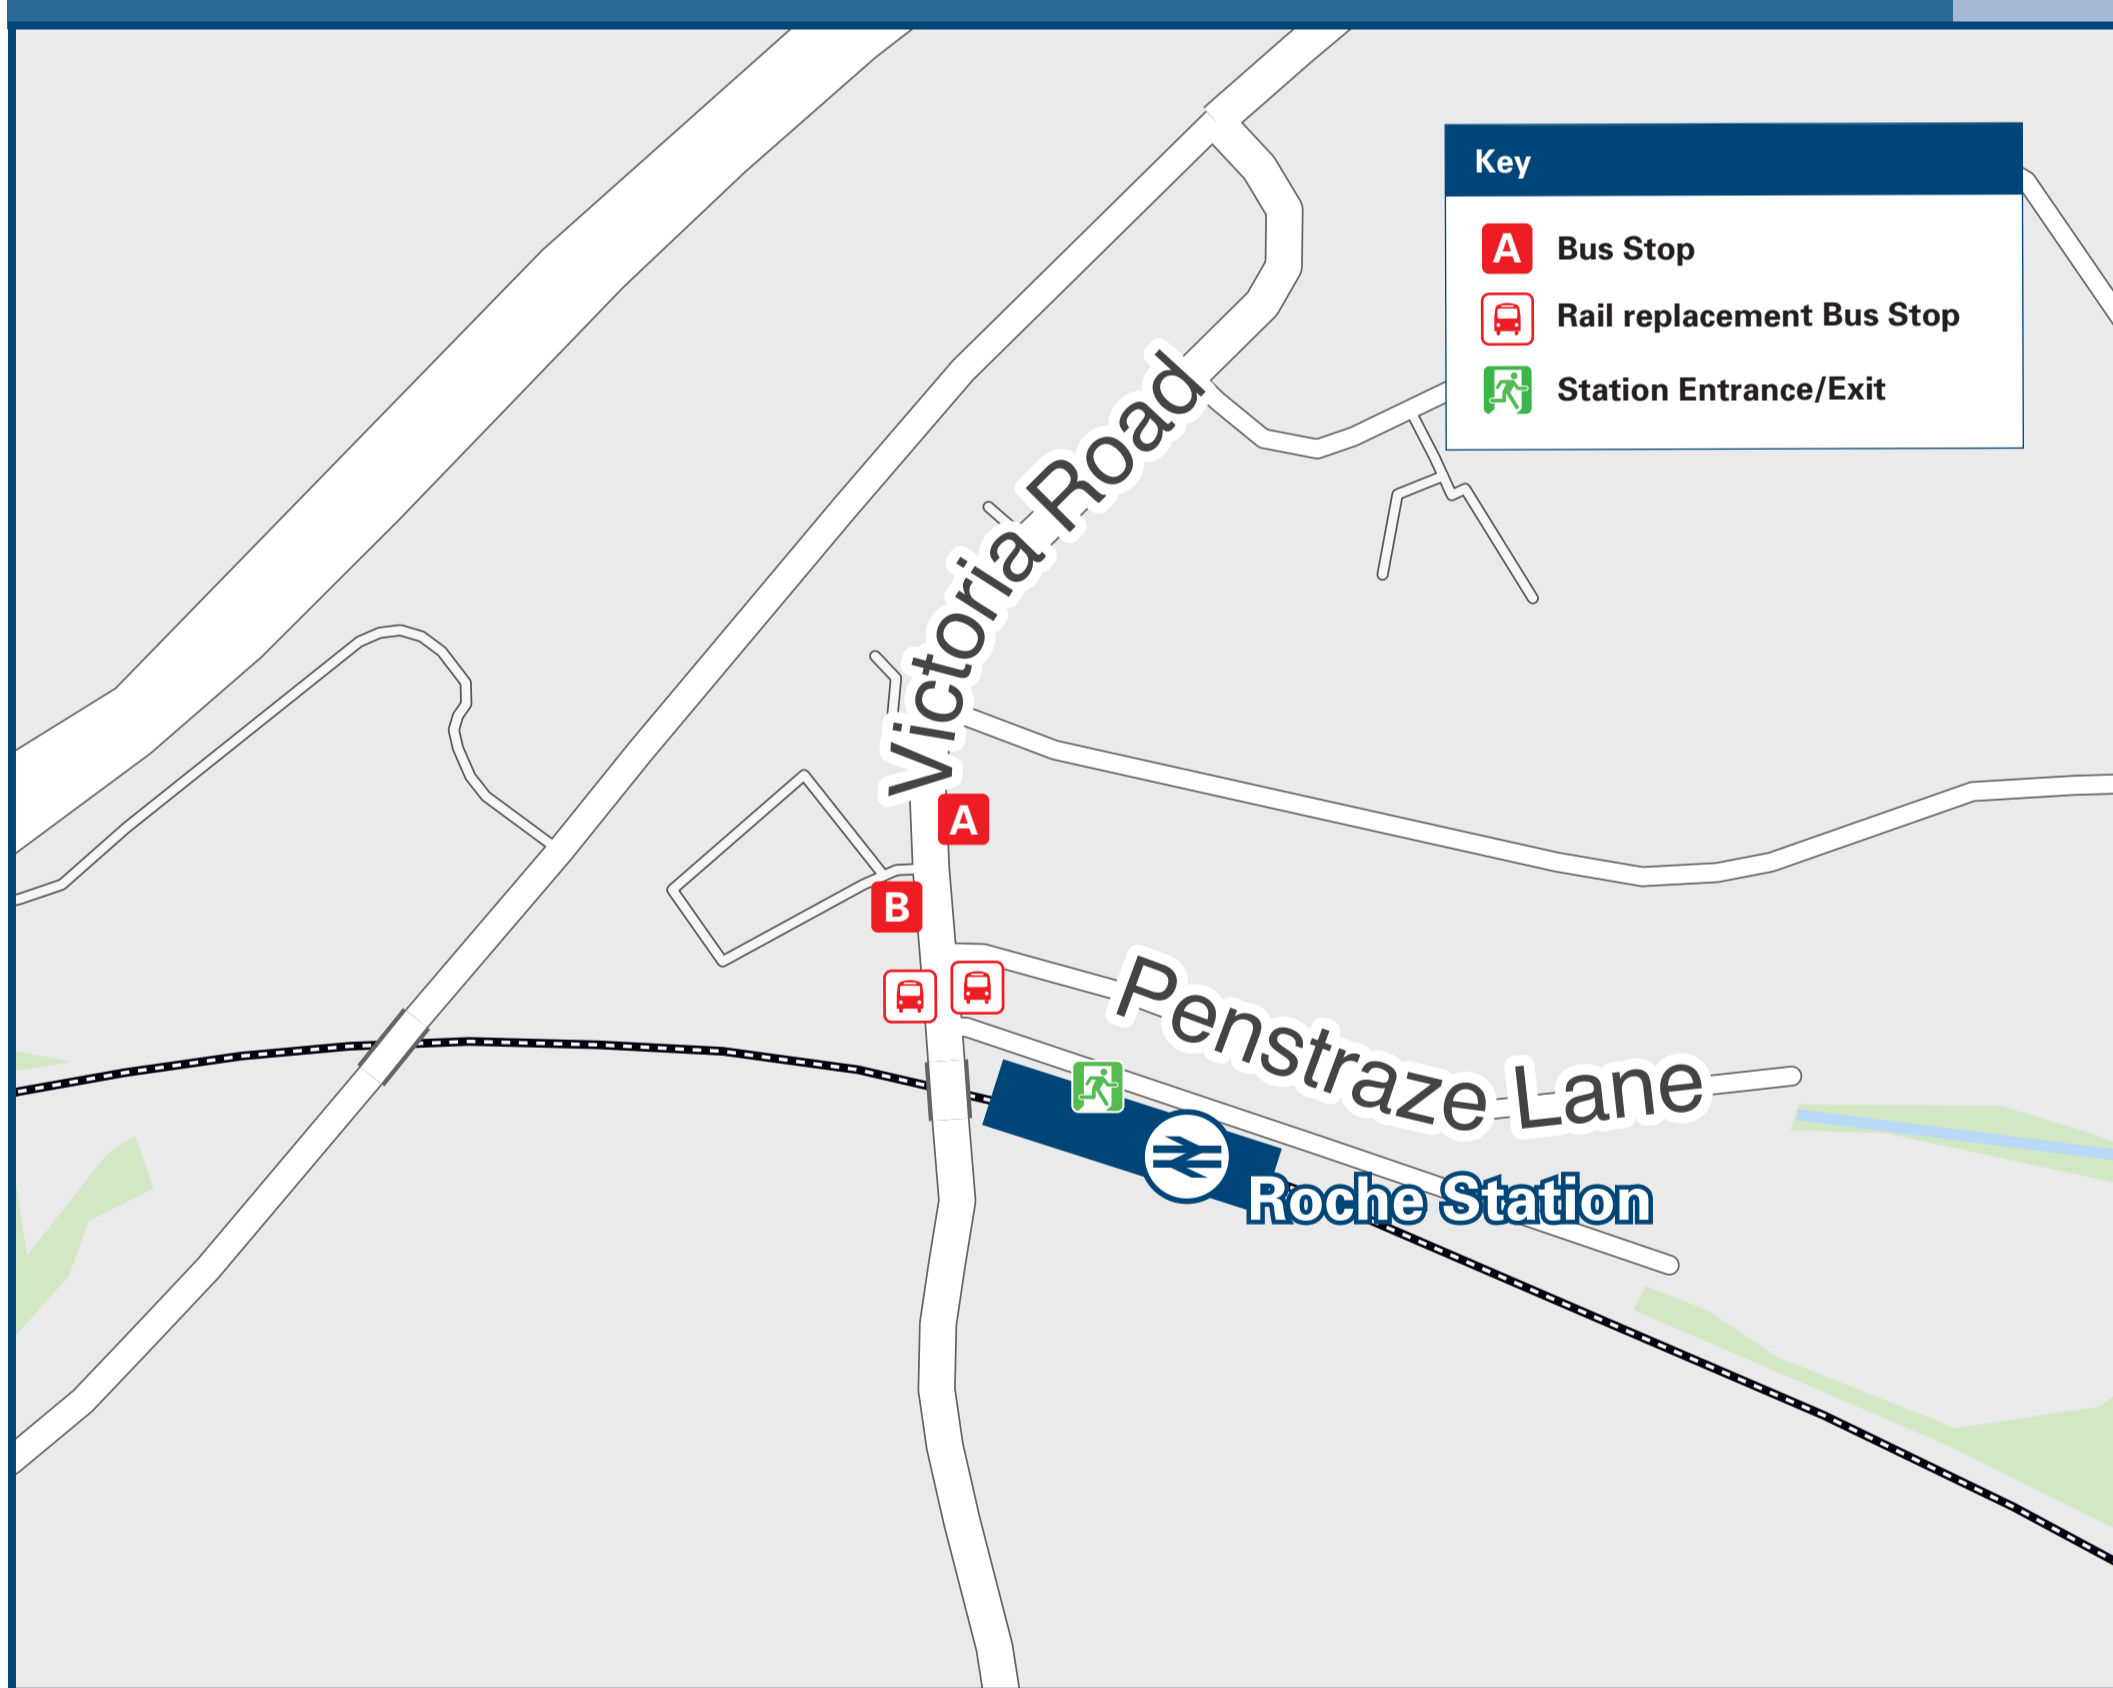 Key
A Bus Stop
Rail replacement Bus Stop
Station Entrance/Exit
Victoria Road
A
B
Penstraze Lane
Roche Station